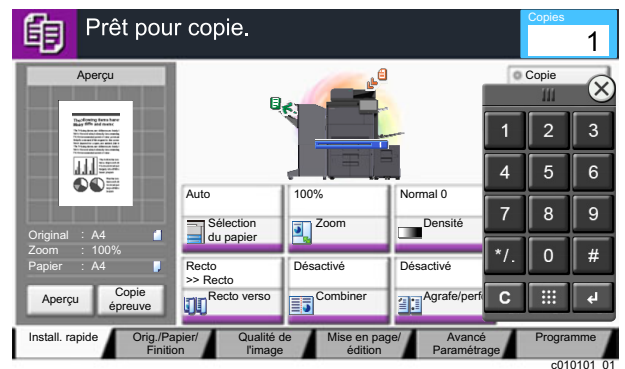 Prêt pour copie.
Copies
1
Aperçu
Copie
Original : A4
Zoom : 100%
Papier : A4
Aperçu
Copie
épreuve
Auto
Sélection
du papier
100%
Zoom
Normal 0
Densité
Recto
>> Recto
Recto verso
Désactivé
Combiner
Désactivé
Agrafe/perf
1 2 3
4 5 6
7 8 9
*/. 0 #
C
Install. rapide
Orig./Papier/
Finition
Qualité de
l'image
Mise en page/
édition
Avancé
Paramétrage
Programme
c010101_01